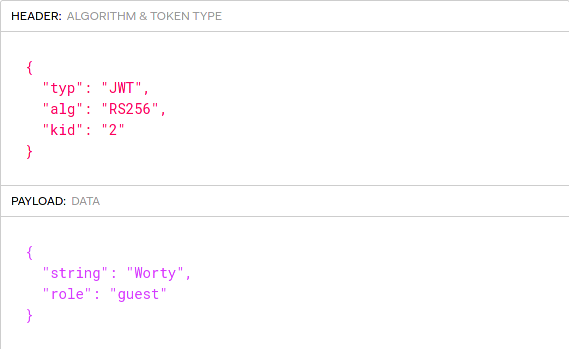 HEADER: ALGORITHM & TOKEN TYPE
{
"typ": "JWT",
"alg": "RS256",
"kid": "2"
}
PAYLOAD: DATA
{
"string": "Worty",
"role": "guest"
}